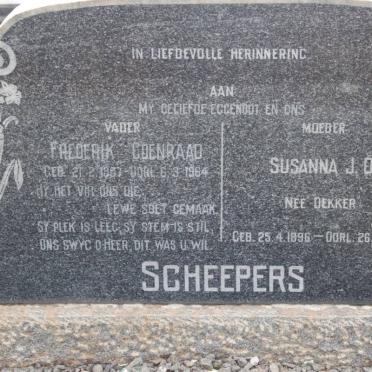 IN LIEFDEVOLLE HERINNERING
AAN
MY GELIEFDE EGGENOOT EN ONS
VADER
FREDERIK COENRAAD
GEB. 21.2.1887 – OORL. 6.3.1964
HY HET VIR ONS DIE
LEWE SOET GEMAAK
SY PLEK IS LEEG, SY STEM IS STIL,
ONS SWYG O HEER, DIT WAS U WIL.
MOEDER
SUSANNA J.
NEE DEKKER
GEB. 25.4.1896 – OORL. 26
SCHEEPERS